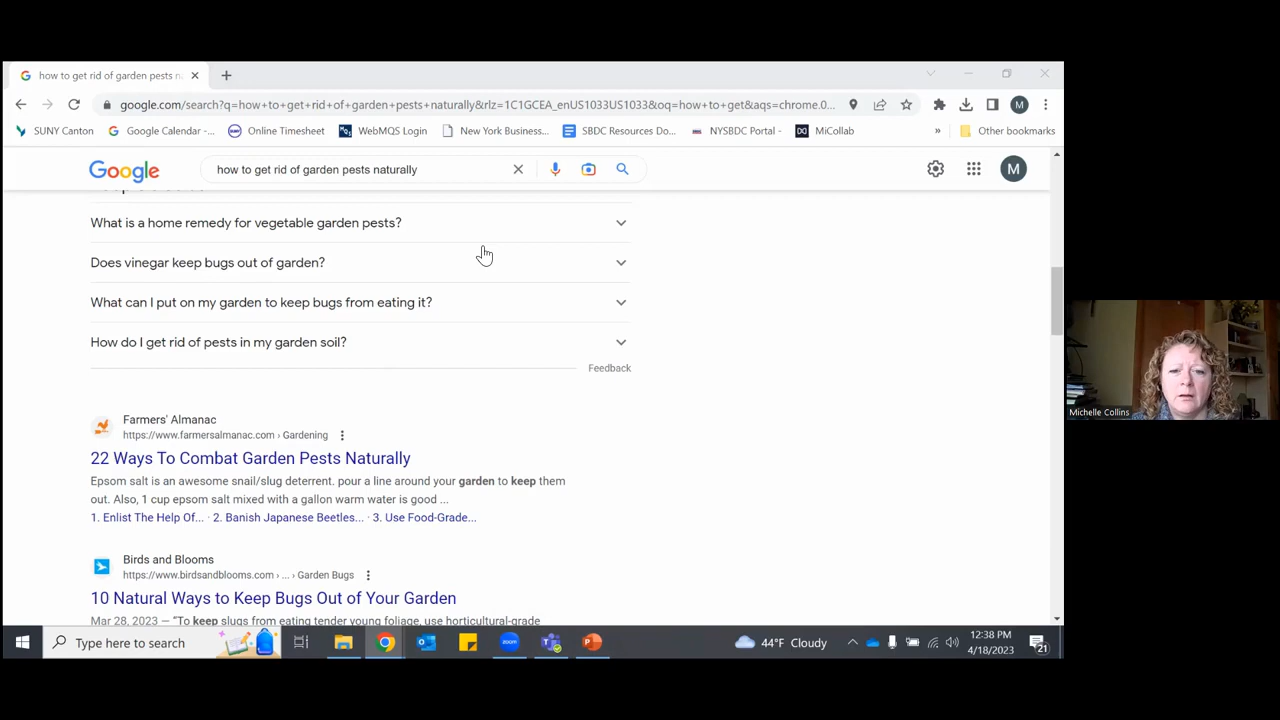 how to get rid of garden pests n
google.com/search?q=how+to+get+rid+of+garden+pests+naturally&rlz=1C1GCEA_enUS1033US1033&oq=how+to+get&aqs=chrome.0...
M
SUNY Canton
Google Calendar -...
Online Timesheet
WebMQS Login
New York Business...
SBDC Resources Do...
NYSBDC Portal -
MiCollab
»
Other bookmarks
Google
how to get rid of garden pests naturally
M
What is a home remedy for vegetable garden pests?
Does vinegar keep bugs out of garden?
What can I put on my garden to keep bugs from eating it?
How do I get rid of pests in my garden soil?
Feedback
Farmers' Almanac
https://www.farmersalmanac.com › Gardening
22 Ways To Combat Garden Pests Naturally
Epsom salt is an awesome snail/slug deterrent. pour a line around your garden to keep them
out. Also, 1 cup epsom salt mixed with a gallon warm water is good ...
1. Enlist The Help Of... · 2. Banish Japanese Beetles... · 3. Use Food-Grade...
Birds and Blooms
https://www.birdsandblooms.com › ... › Garden Bugs
10 Natural Ways to Keep Bugs Out of Your Garden
Mar 28, 2023 — “To keep slugs from eating tender young foliage, use horticultural-grade
Michelle Collins
Type here to search
44°F Cloudy
12:38 PM
4/18/2023
21